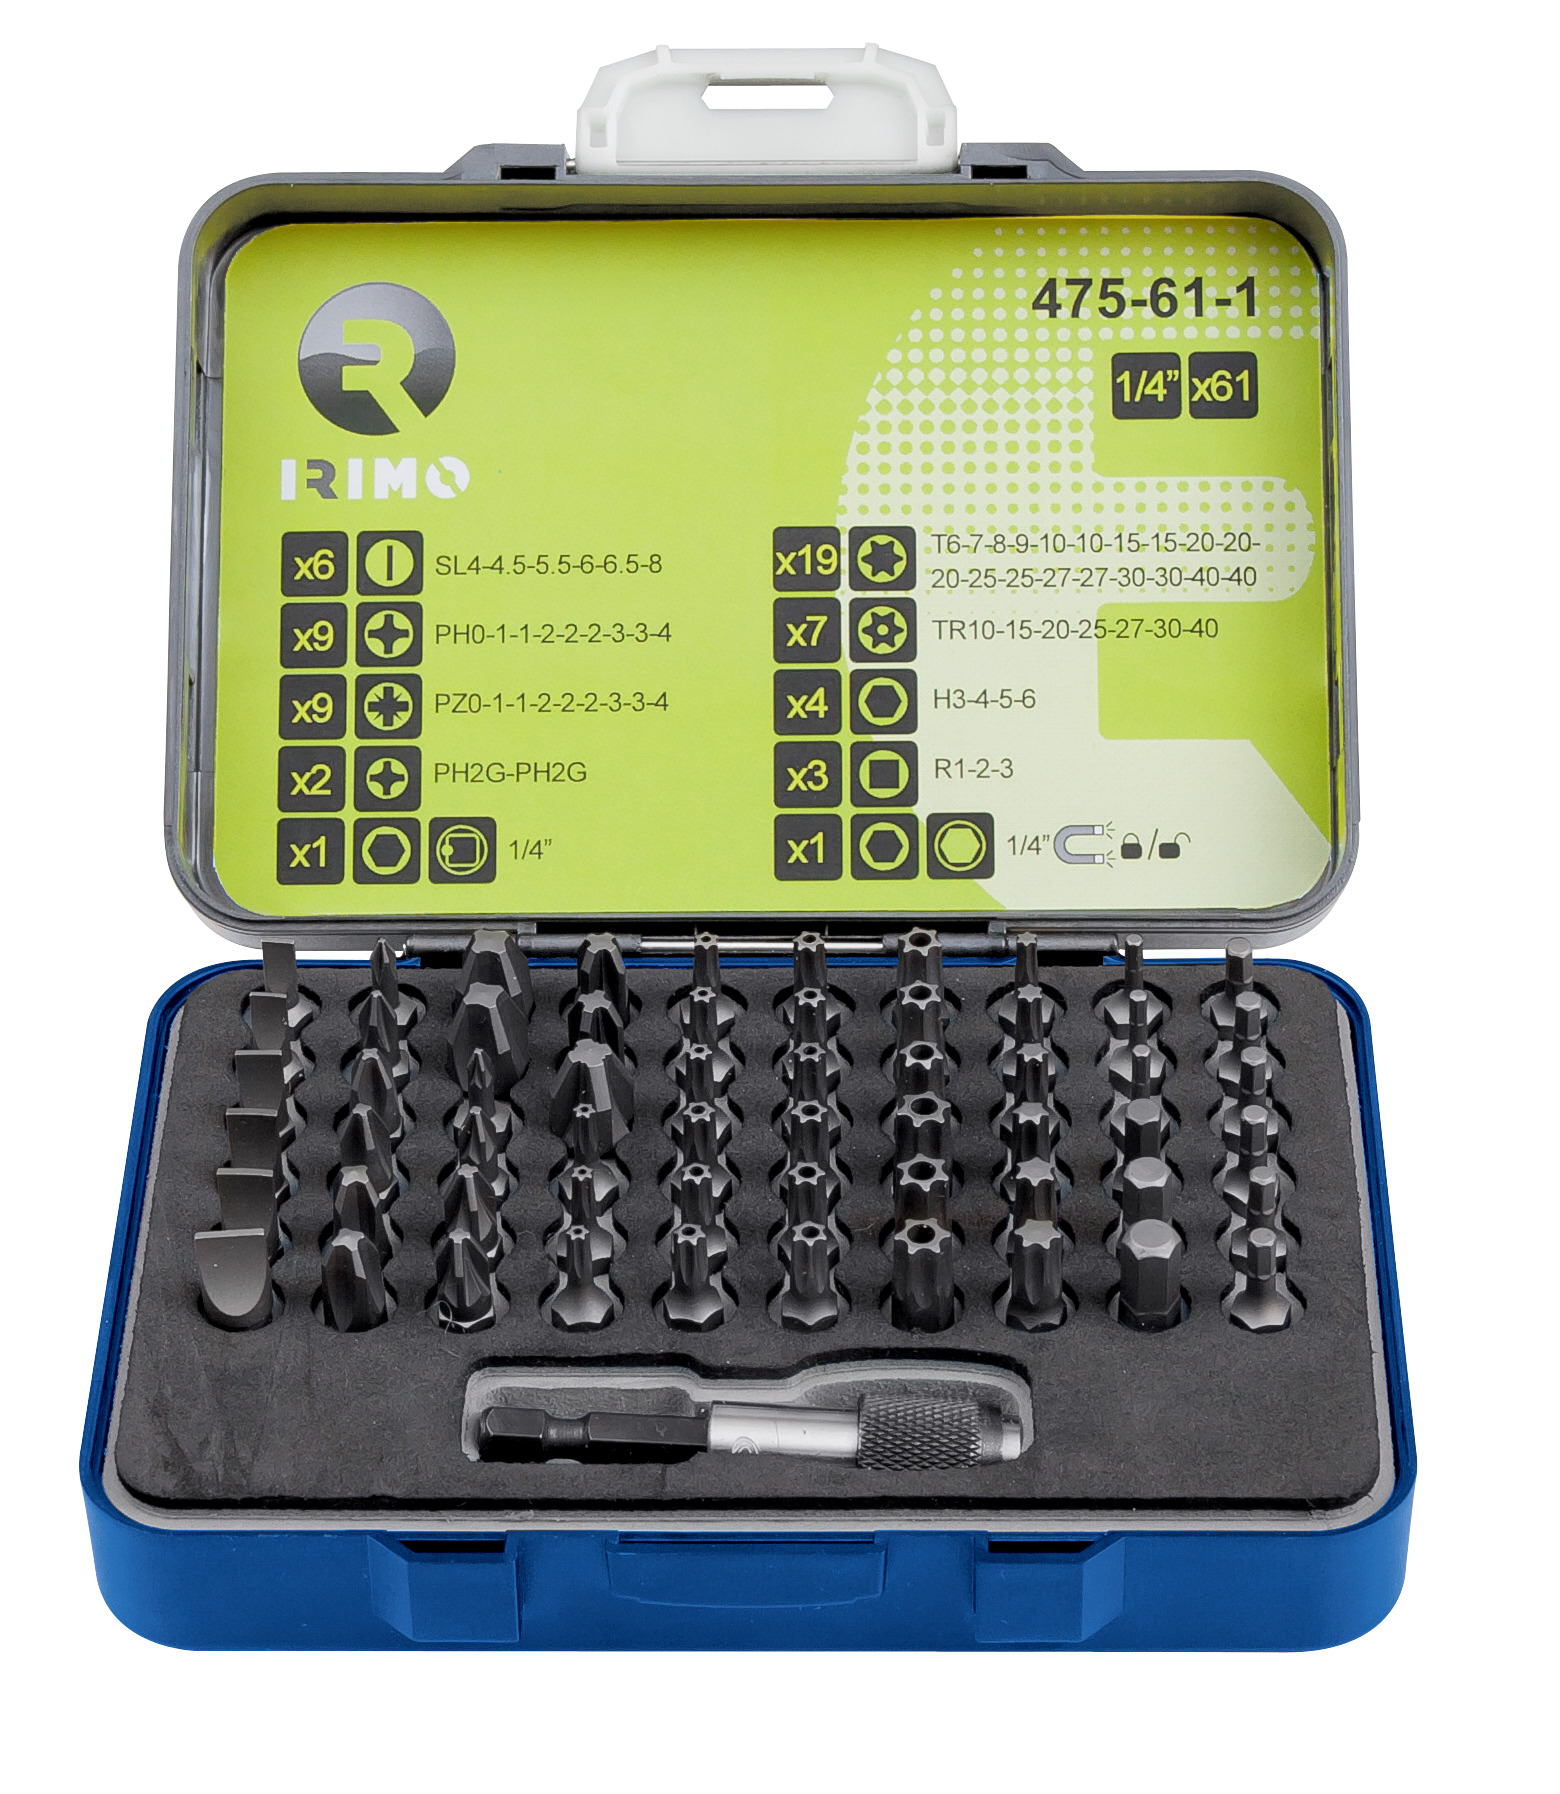 475-61-1
1/4" x61
IRIMO
x6 SL4-4.5-5.5-6-6.5-8
x9 PH0-1-1-2-2-2-3-3-4
x9 PZ0-1-1-2-2-2-3-3-4
x2 PH2G-PH2G
x1 1/4"
x19 T6-7-8-9-10-10-15-15-20-20-
20-25-25-27-27-30-30-40-40
x7 TR10-15-20-25-27-30-40
x4 H3-4-5-6
x3 R1-2-3
x1 1/4" /